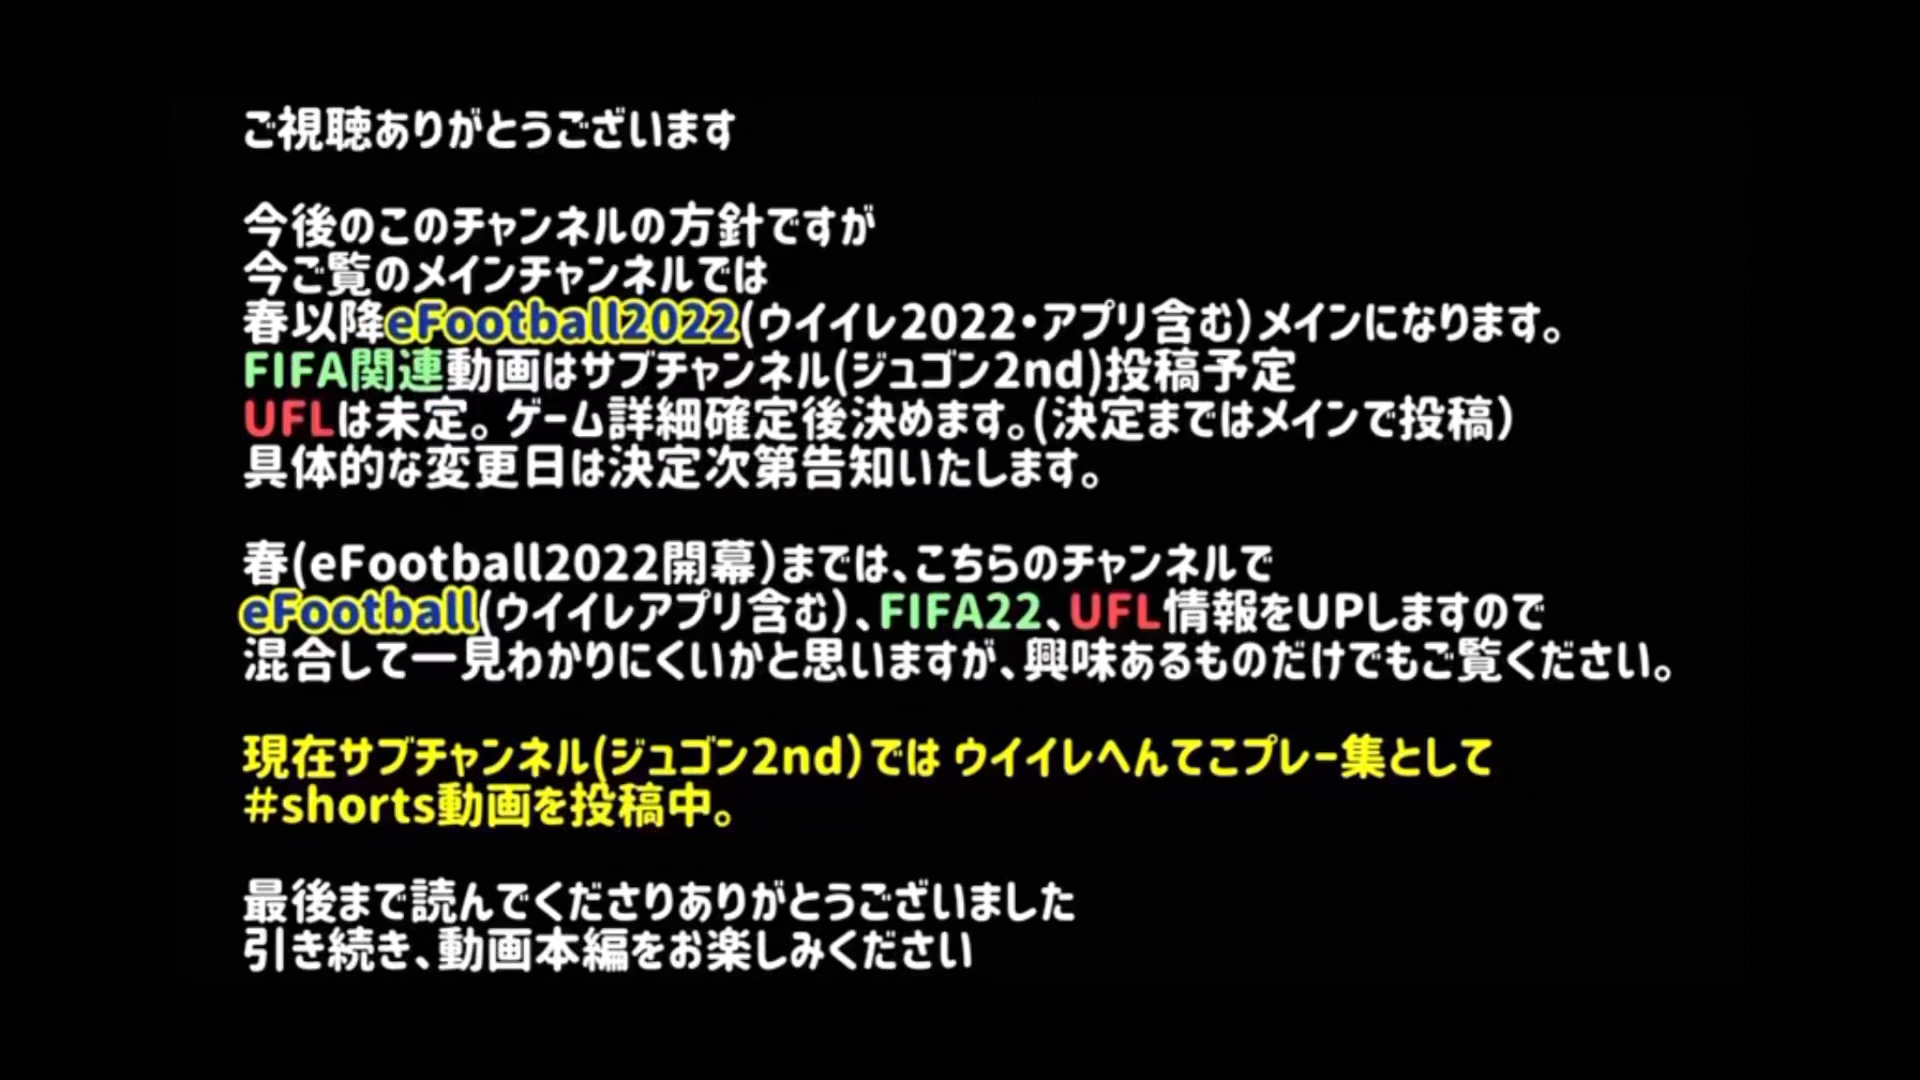 ご視聴ありがとうございます
今後のこのチャンネルの方針ですが
今ご覧のメインチャンネルでは
春以降eFootball2022(ウイイレ2022・アプリ含む)メインになります。
FIFA関連動画はサブチャンネル(ジュゴン2nd)投稿予定
UFLは未定。ゲーム詳細確定後決めます。(決定まではメインで投稿)
具体的な変更日は決定次第告知いたします。
春(eFootball2022開幕)までは、こちらのチャンネルで
eFootball(ウイイレアプリ含む)、FIFA22、UFL情報をUPしますので
混合して一見わかりにくいかと思いますが、興味あるものだけでもご覧ください。
現在サブチャンネル(ジュゴン2nd)では ウイイレへんてこプレー集として
#shorts動画を投稿中。
最後まで読んでくださりありがとうございました
引き続き、動画本編をお楽しみください